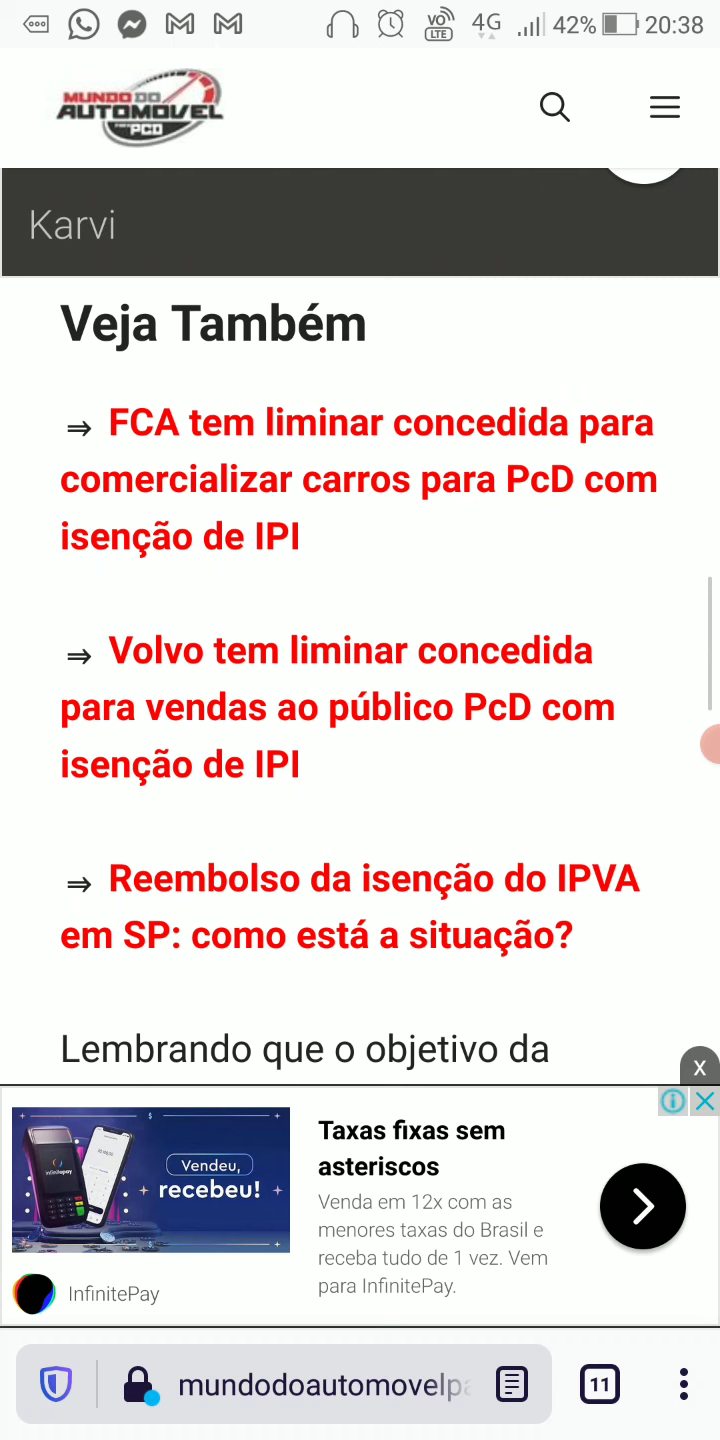 VO
LTE
4G
42%
20:38
MUNDO DO
AUTOMOVEL
PCD
Karvi
Veja Também
⇒ FCA tem liminar concedida para
comercializar carros para PcD com
isenção de IPI
⇒ Volvo tem liminar concedida
para vendas ao público PcD com
isenção de IPI
⇒ Reembolso da isenção do IPVA
em SP: como está a situação?
Lembrando que o objetivo da
x
Vendeu,
recebeu!
Taxas fixas sem
asteriscos
Venda em 12x com as
menores taxas do Brasil e
receba tudo de 1 vez. Vem
para InfinitePay.
InfinitePay
mundodoautomovelpa
11